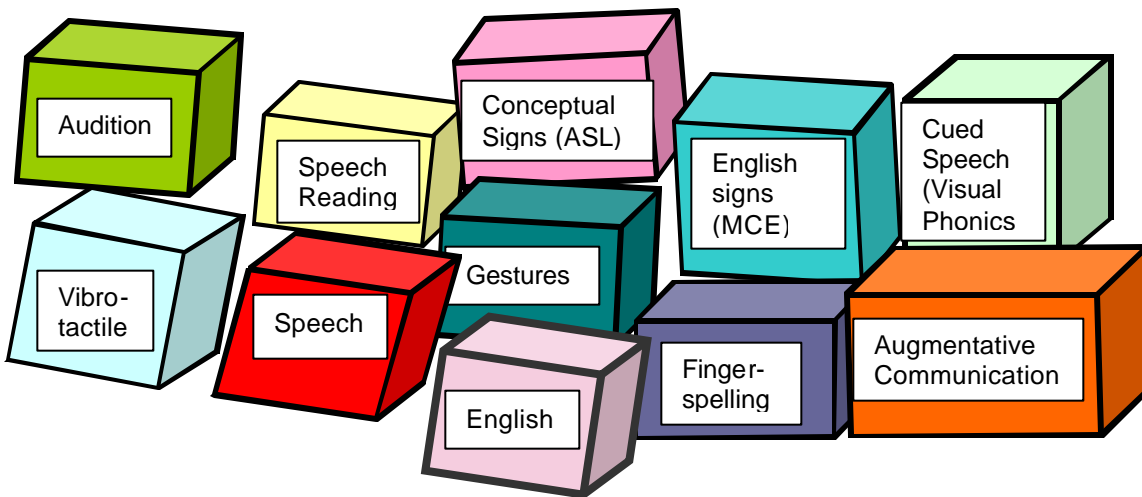 Audition
Speech
Reading
Conceptual
Signs (ASL)
English
signs
(MCE)
Cued
Speech
(Visual
Phonics
Vibro-
tactile
Speech
Gestures
English
Finger-
spelling
Augmentative
Communication